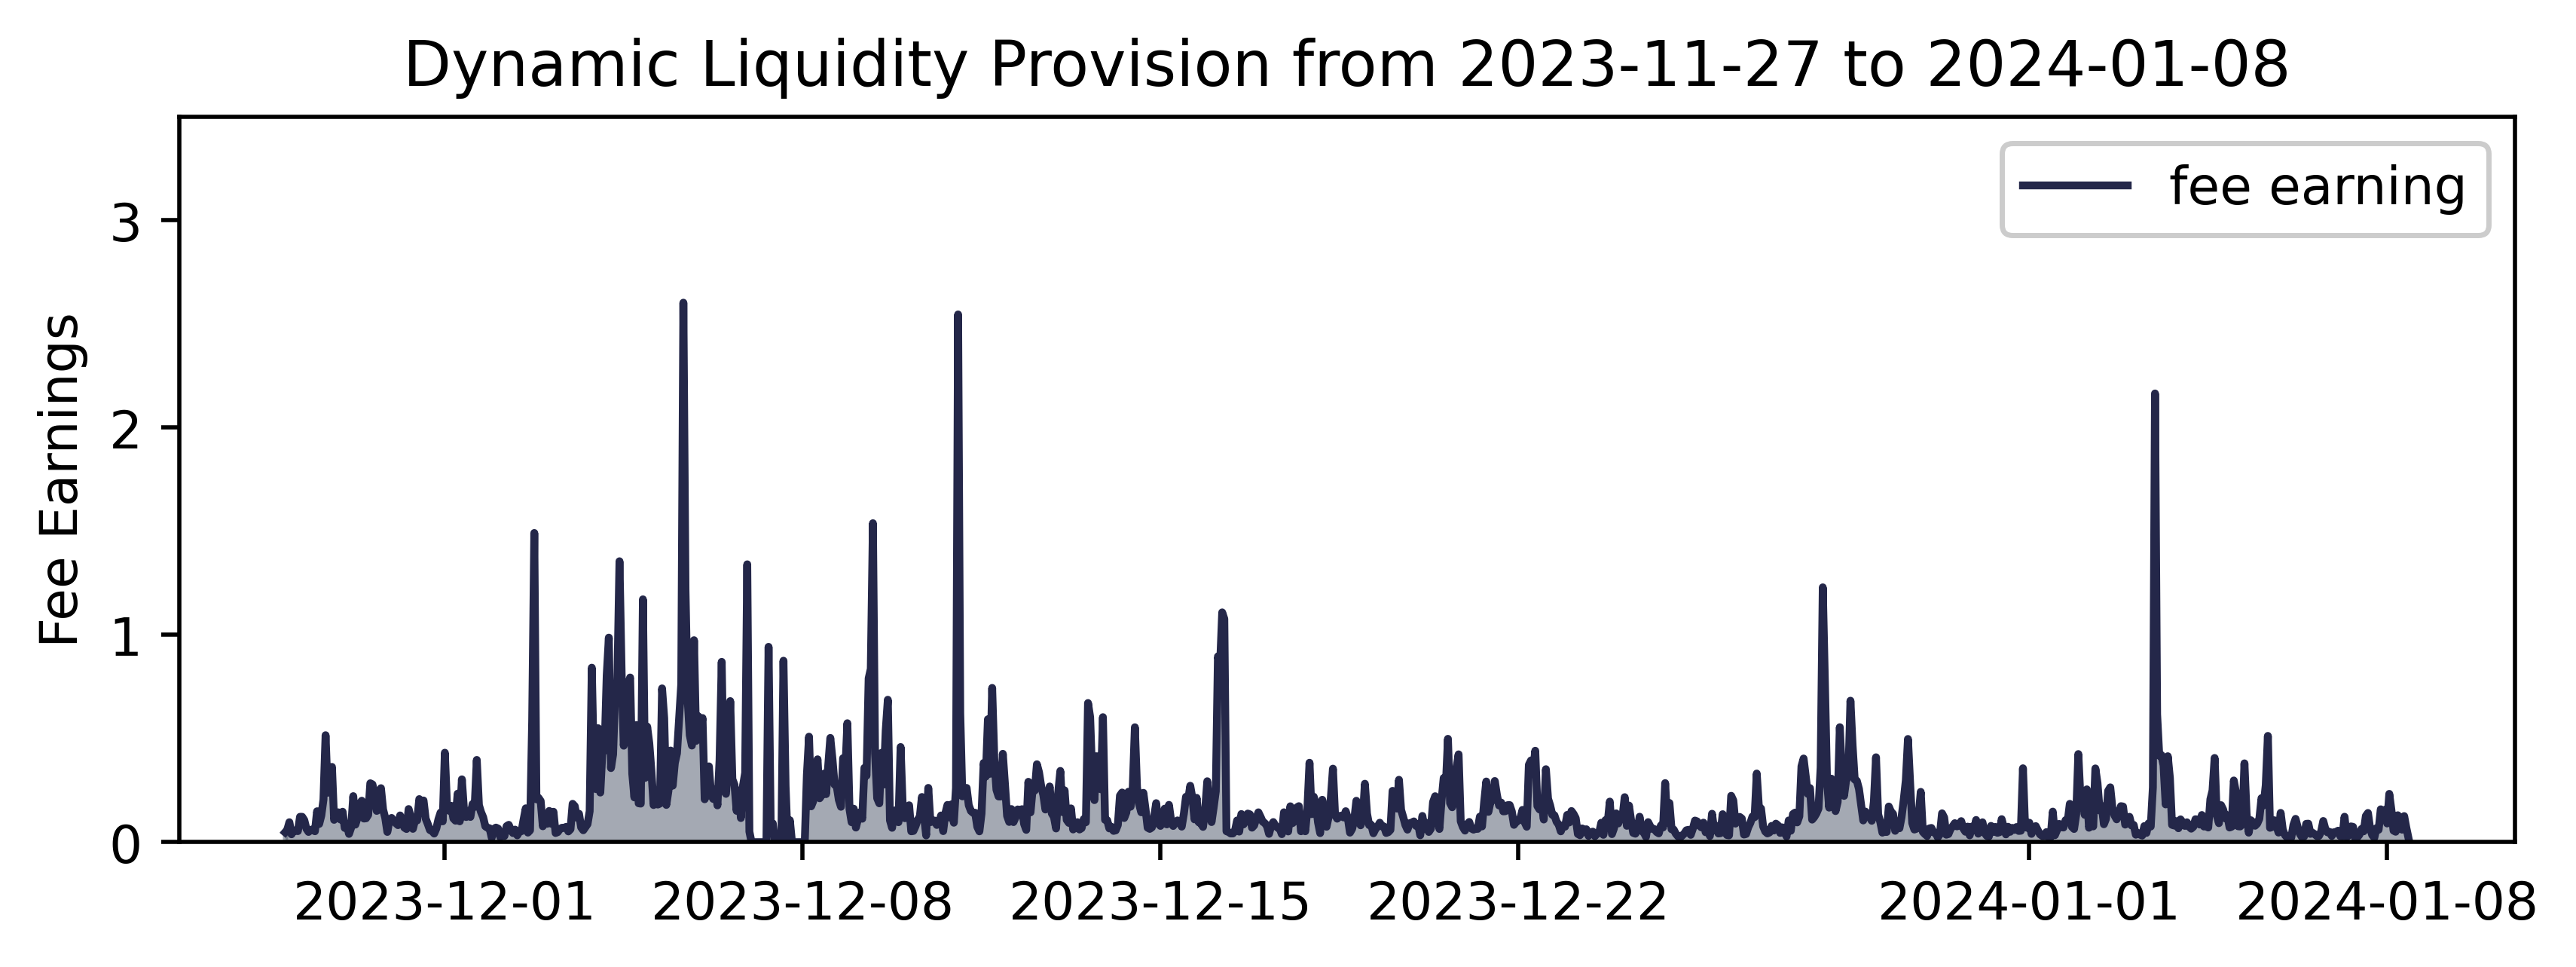 Dynamic Liquidity Provision from 2023-11-27 to 2024-01-08
fee earning
Fee Earnings
3
2
1
0
2023-12-01 2023-12-08 2023-12-15 2023-12-22 2024-01-01 2024-01-08